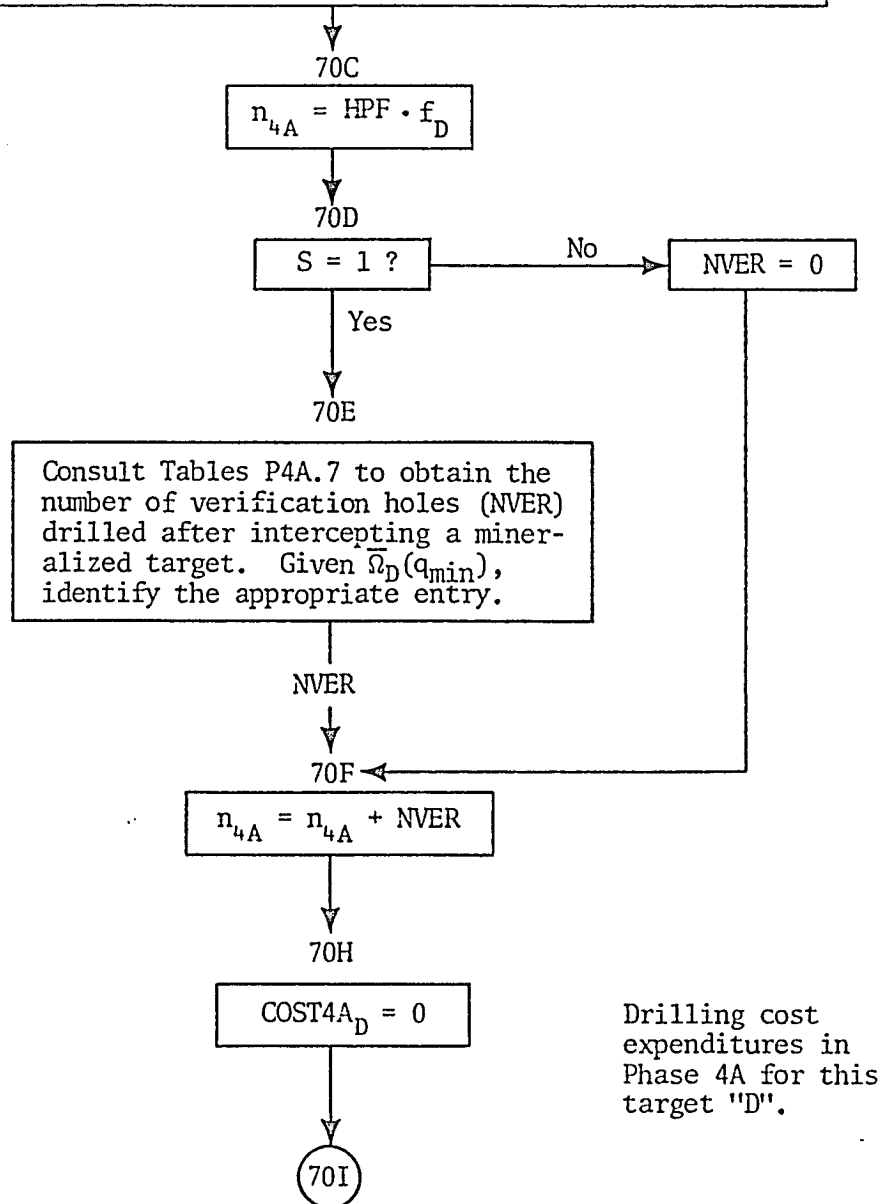 70C
n4A = HPF · fD
70D
S = 1 ?
No
NVER = 0
Yes
70E
Consult Tables P4A.7 to obtain the
number of verification holes (NVER)
drilled after intercepting a miner-
alized target. Given Ω̅D(qmin),
identify the appropriate entry.
NVER
70F
n4A = n4A + NVER
70H
COST4AD = 0
Drilling cost
expenditures in
Phase 4A for this
target "D".
70I